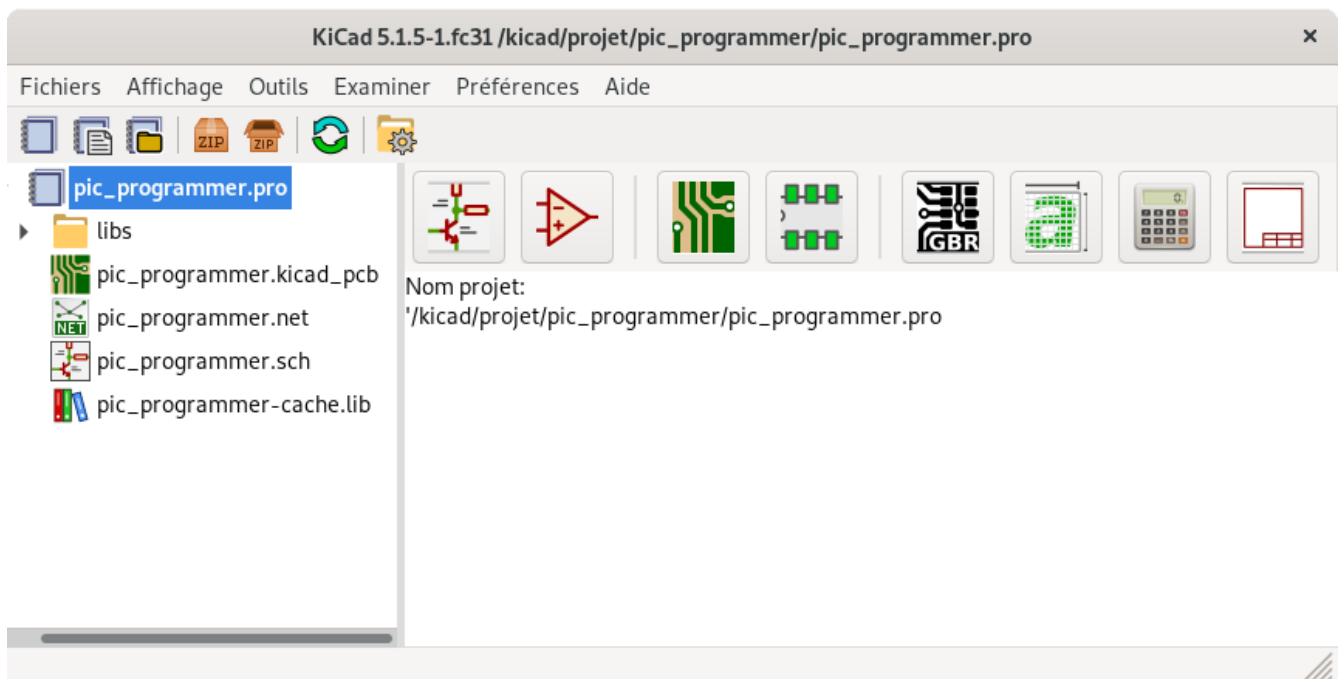 KiCad 5.1.5-1.fc31 /kicad/projet/pic_programmer/pic_programmer.pro ×
Fichiers Affichage Outils Examiner Préférences Aide
ZIP ZIP
pic_programmer.pro
libs
pic_programmer.kicad_pcb
NET pic_programmer.net
pic_programmer.sch
pic_programmer-cache.lib
GBR a 0.
Nom projet:
'/kicad/projet/pic_programmer/pic_programmer.pro